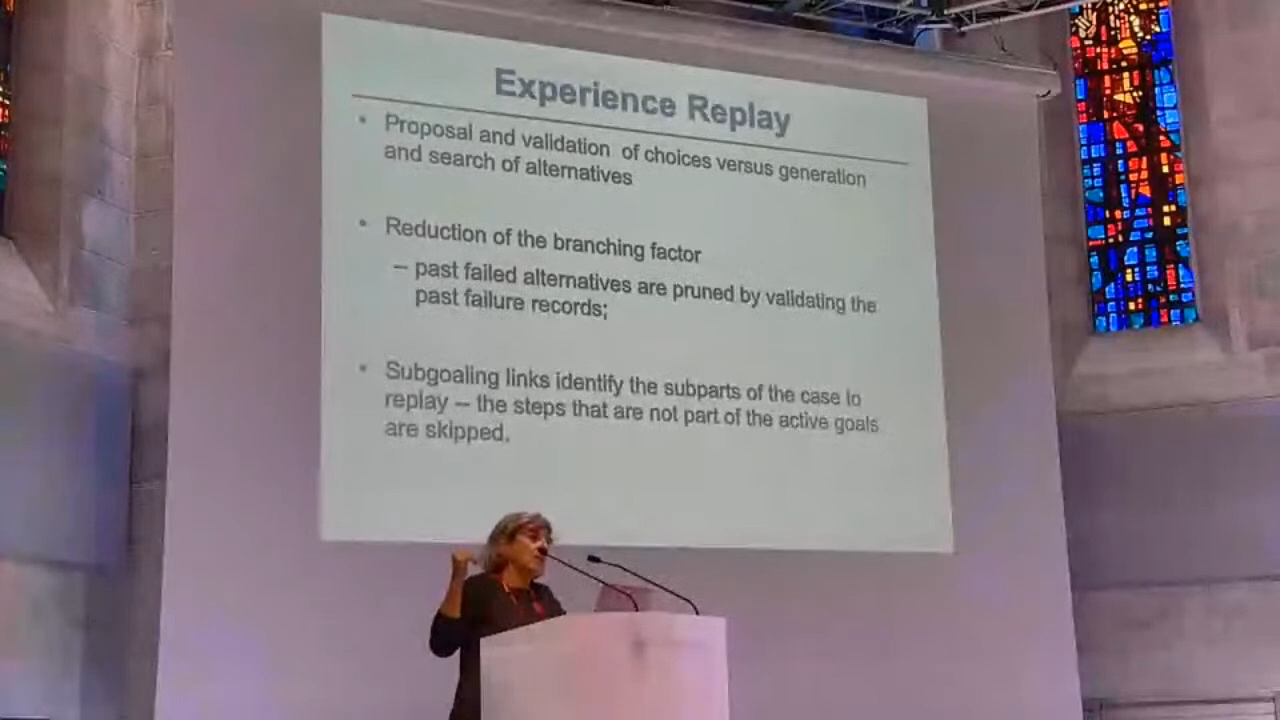 Experience Replay
• Proposal and validation of choices versus generation
and search of alternatives
• Reduction of the branching factor
– past failed alternatives are pruned by validating the
past failure records;
• Subgoaling links identify the subparts of the case to
replay – the steps that are not part of the active goals
are skipped.